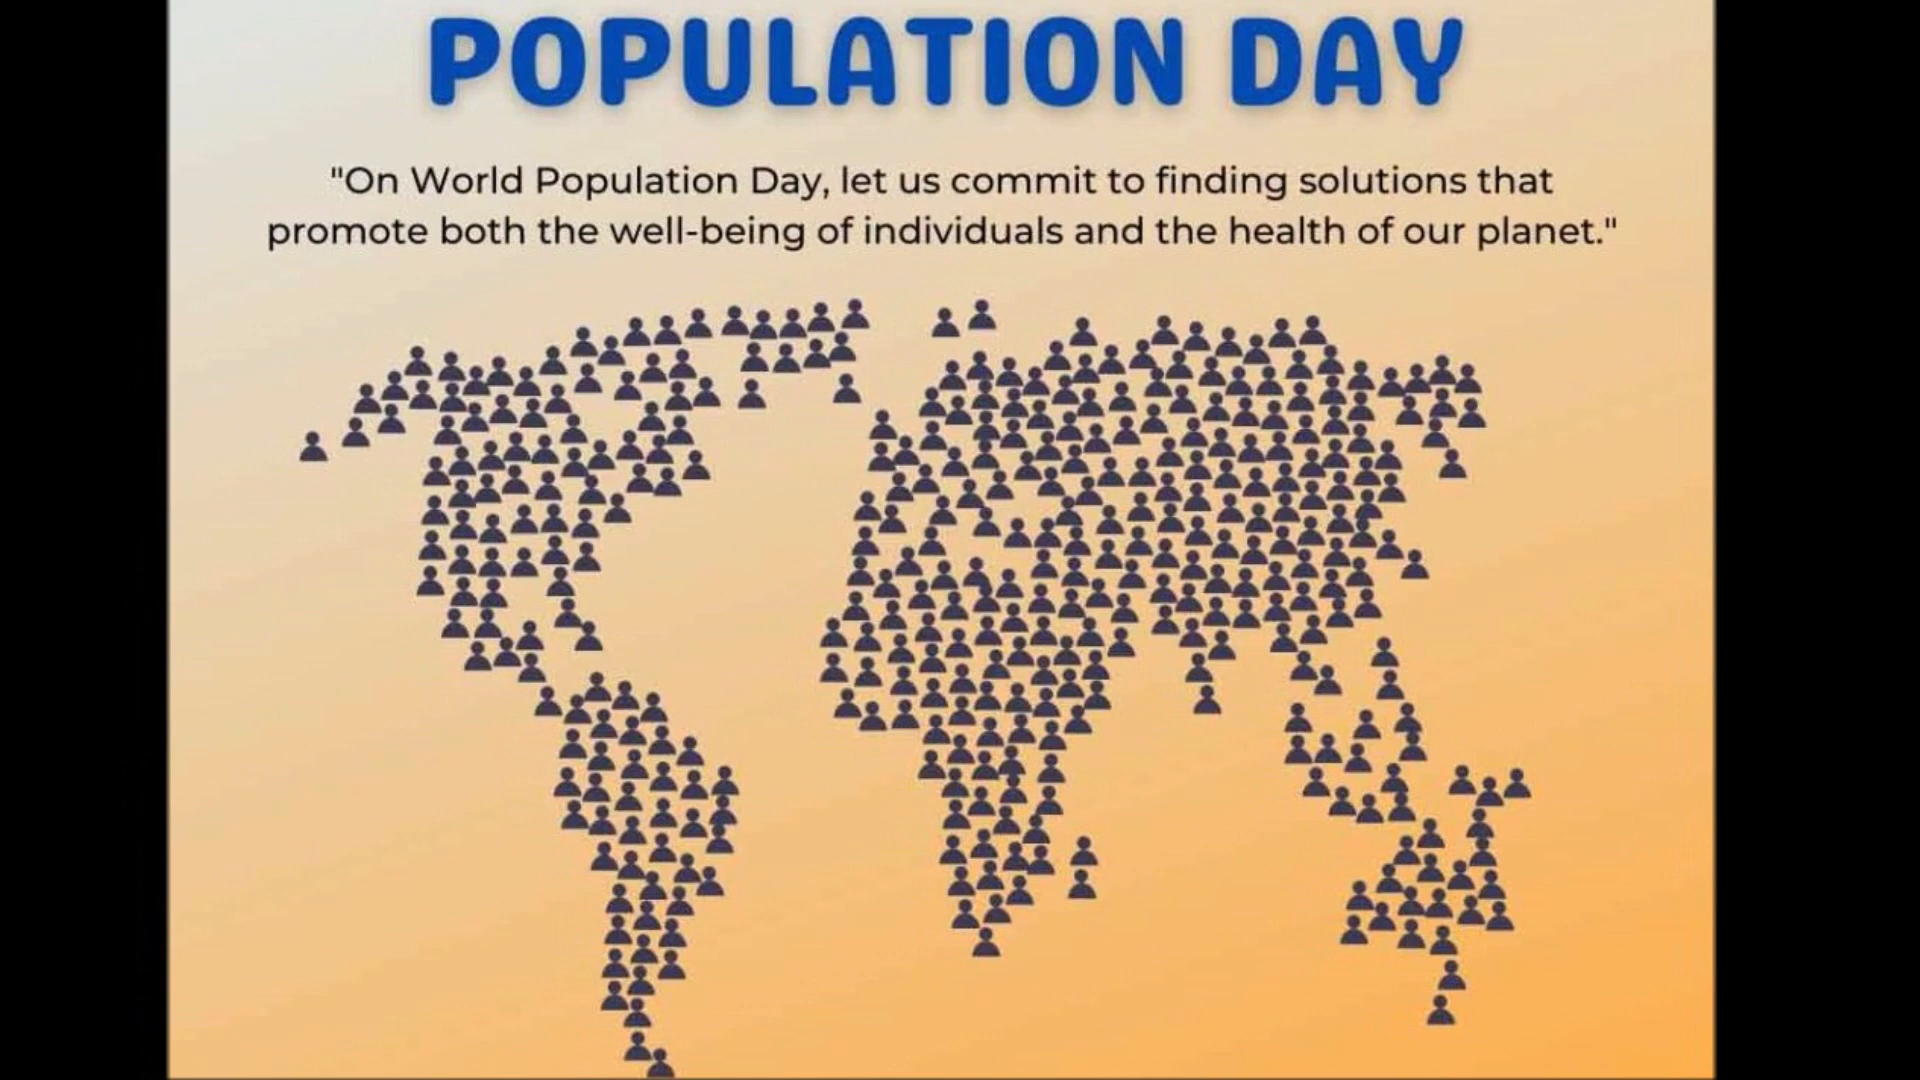 POPULATION DAY
"On World Population Day, let us commit to finding solutions that
promote both the well-being of individuals and the health of our planet."